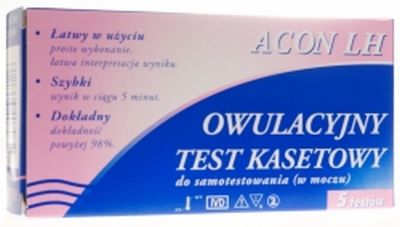 ACON LH
• Łatwy w użyciu
proste wykonanie,
łatwa interpretacja wyniku.
• Szybki
wynik w ciągu 5 minut.
• Dokładny
dokładność
powyżej 98%.
OWULACYJNY
TEST KASETOWY
do samotestowania (w moczu)
IVD
5 testów